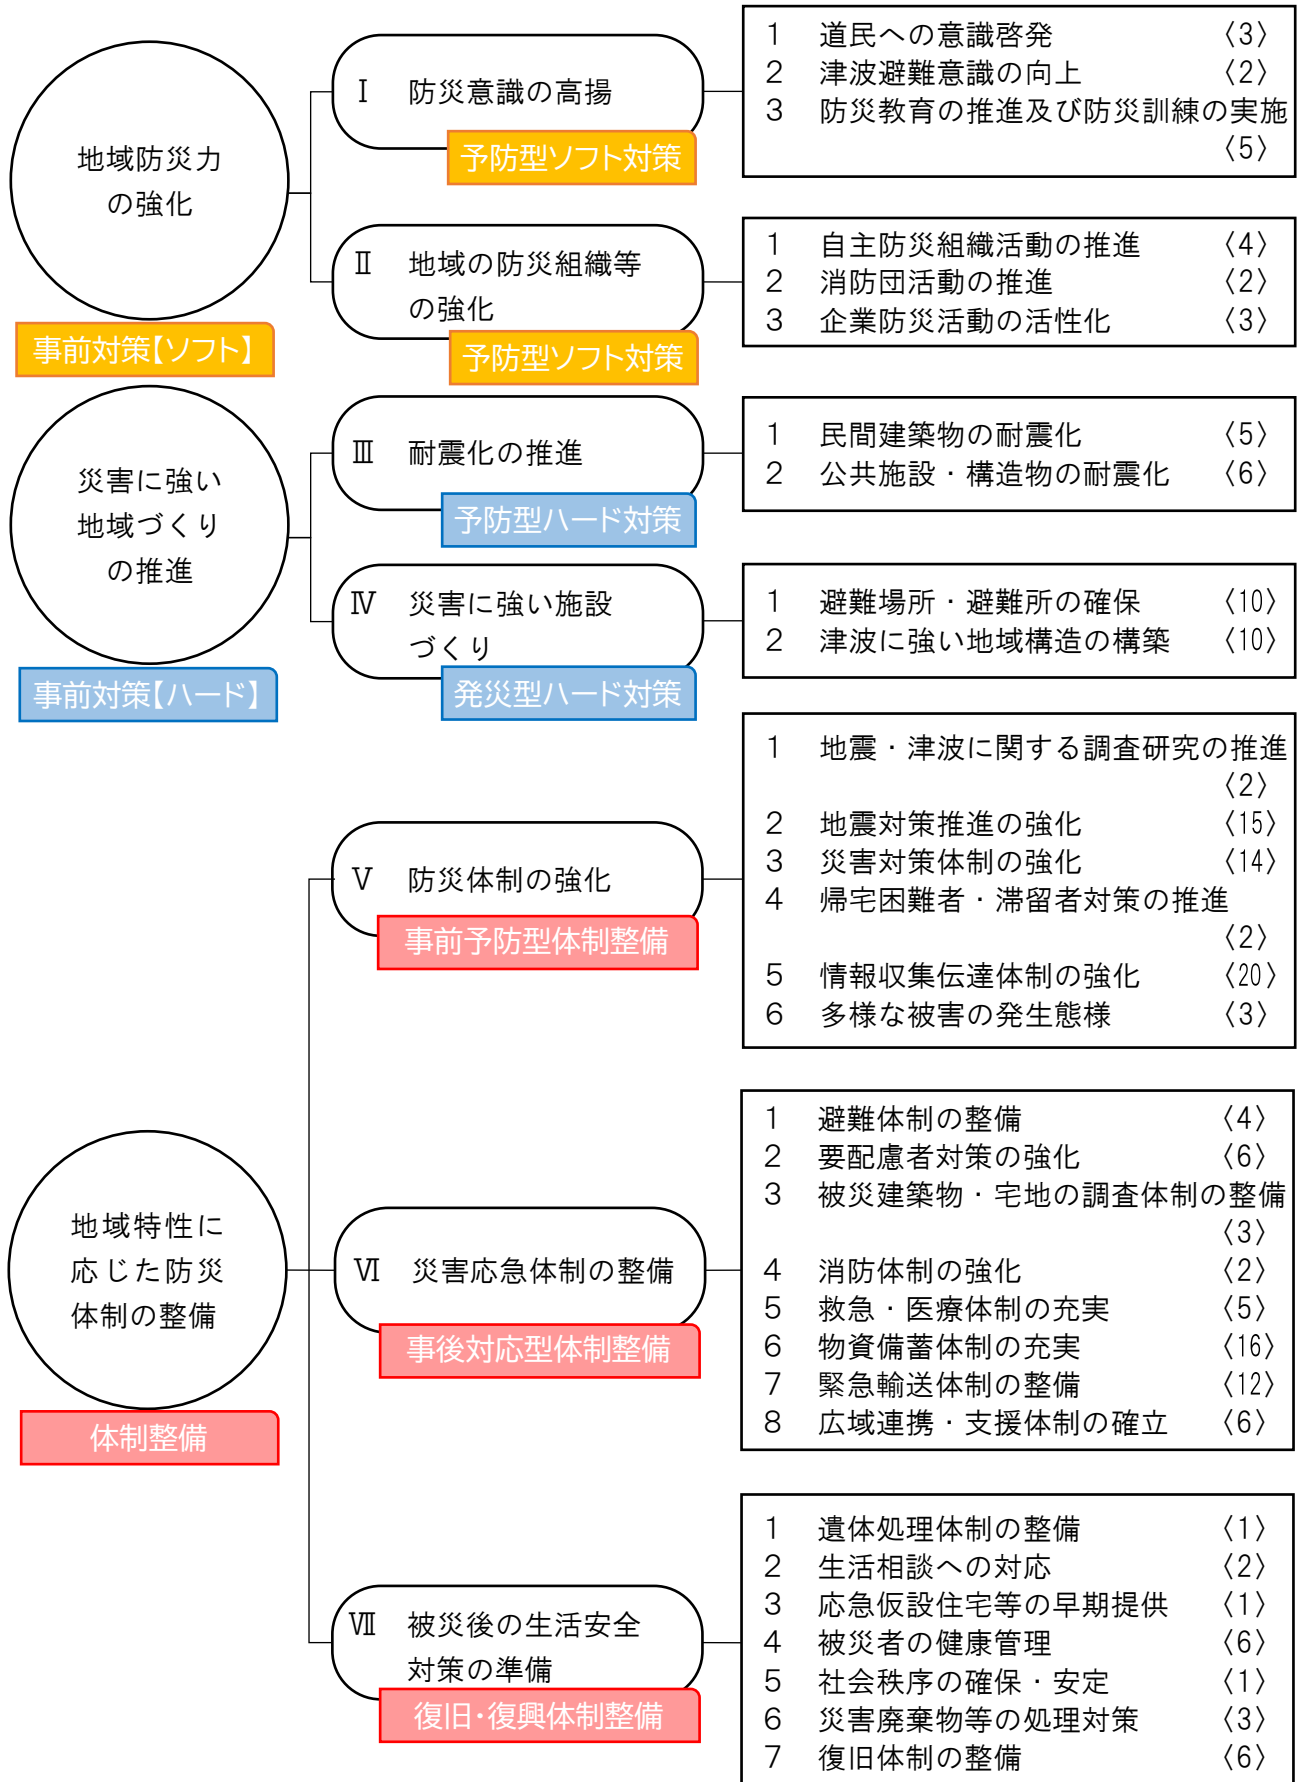 地域防災力
の強化
事前対策【ソフト】
Ⅰ 防災意識の高揚
予防型ソフト対策
1 道民への意識啓発 〈3〉
2 津波避難意識の向上 〈2〉
3 防災教育の推進及び防災訓練の実施
〈5〉
Ⅱ 地域の防災組織等
の強化
予防型ソフト対策
1 自主防災組織活動の推進 〈4〉
2 消防団活動の推進 〈2〉
3 企業防災活動の活性化 〈3〉
災害に強い
地域づくり
の推進
事前対策【ハード】
Ⅲ 耐震化の推進
予防型ハード対策
1 民間建築物の耐震化 〈5〉
2 公共施設・構造物の耐震化 〈6〉
Ⅳ 災害に強い施設
づくり
発災型ハード対策
1 避難場所・避難所の確保 〈10〉
2 津波に強い地域構造の構築 〈10〉
地域特性に
応じた防災
体制の整備
体制整備
Ⅴ 防災体制の強化
事前予防型体制整備
1 地震・津波に関する調査研究の推進
〈2〉
2 地震対策推進の強化 〈15〉
3 災害対策体制の強化 〈14〉
4 帰宅困難者・滞留者対策の推進
〈2〉
5 情報収集伝達体制の強化 〈20〉
6 多様な被害の発生態様 〈3〉
Ⅵ 災害応急体制の整備
事後対応型体制整備
1 避難体制の整備 〈4〉
2 要配慮者対策の強化 〈6〉
3 被災建築物・宅地の調査体制の整備
〈3〉
4 消防体制の強化 〈2〉
5 救急・医療体制の充実 〈5〉
6 物資備蓄体制の充実 〈16〉
7 緊急輸送体制の整備 〈12〉
8 広域連携・支援体制の確立 〈6〉
Ⅶ 被災後の生活安全
対策の準備
復旧・復興体制整備
1 遺体処理体制の整備 〈1〉
2 生活相談への対応 〈2〉
3 応急仮設住宅等の早期提供 〈1〉
4 被災者の健康管理 〈6〉
5 社会秩序の確保・安定 〈1〉
6 災害廃棄物等の処理対策 〈3〉
7 復旧体制の整備 〈6〉